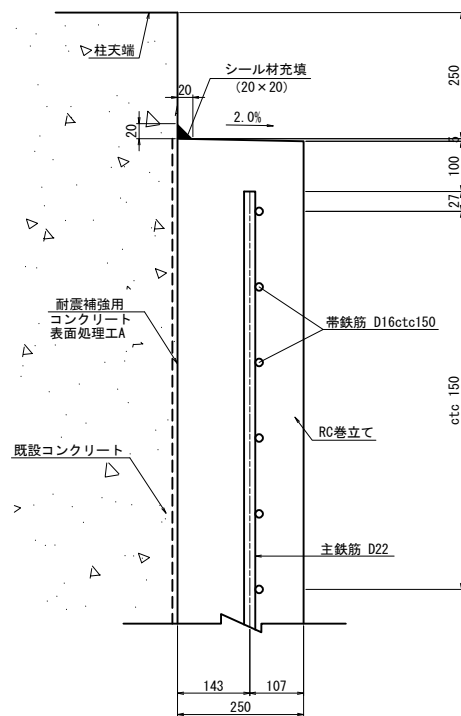 ▽柱天端
シール材充填
(20×20)
20
2.0%
20
250
5
100
27
耐震補強用
コンクリート
表面処理工A
帯鉄筋 D16ctc150
ctc 150
RC巻立て
既設コンクリート
主鉄筋 D22
143
107
250